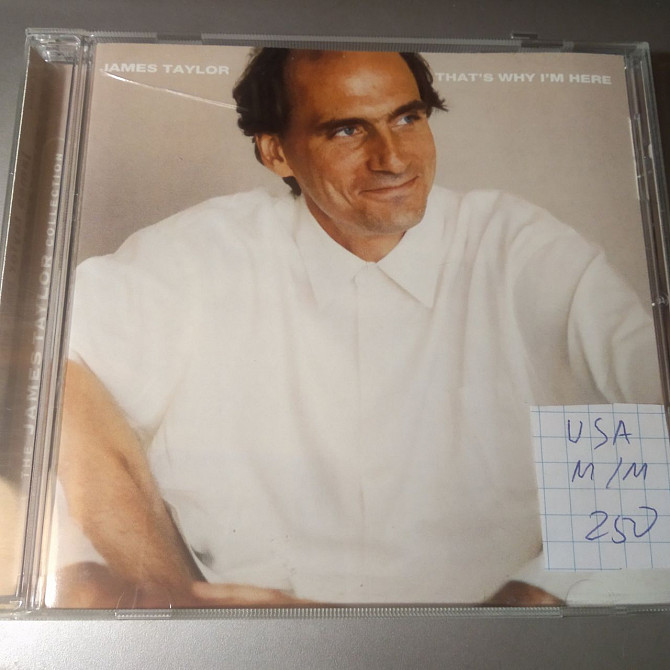 JAMES TAYLOR
THAT'S WHY I'M HERE
THE JAMES TAYLOR COLLECTION
USA
M/M
250